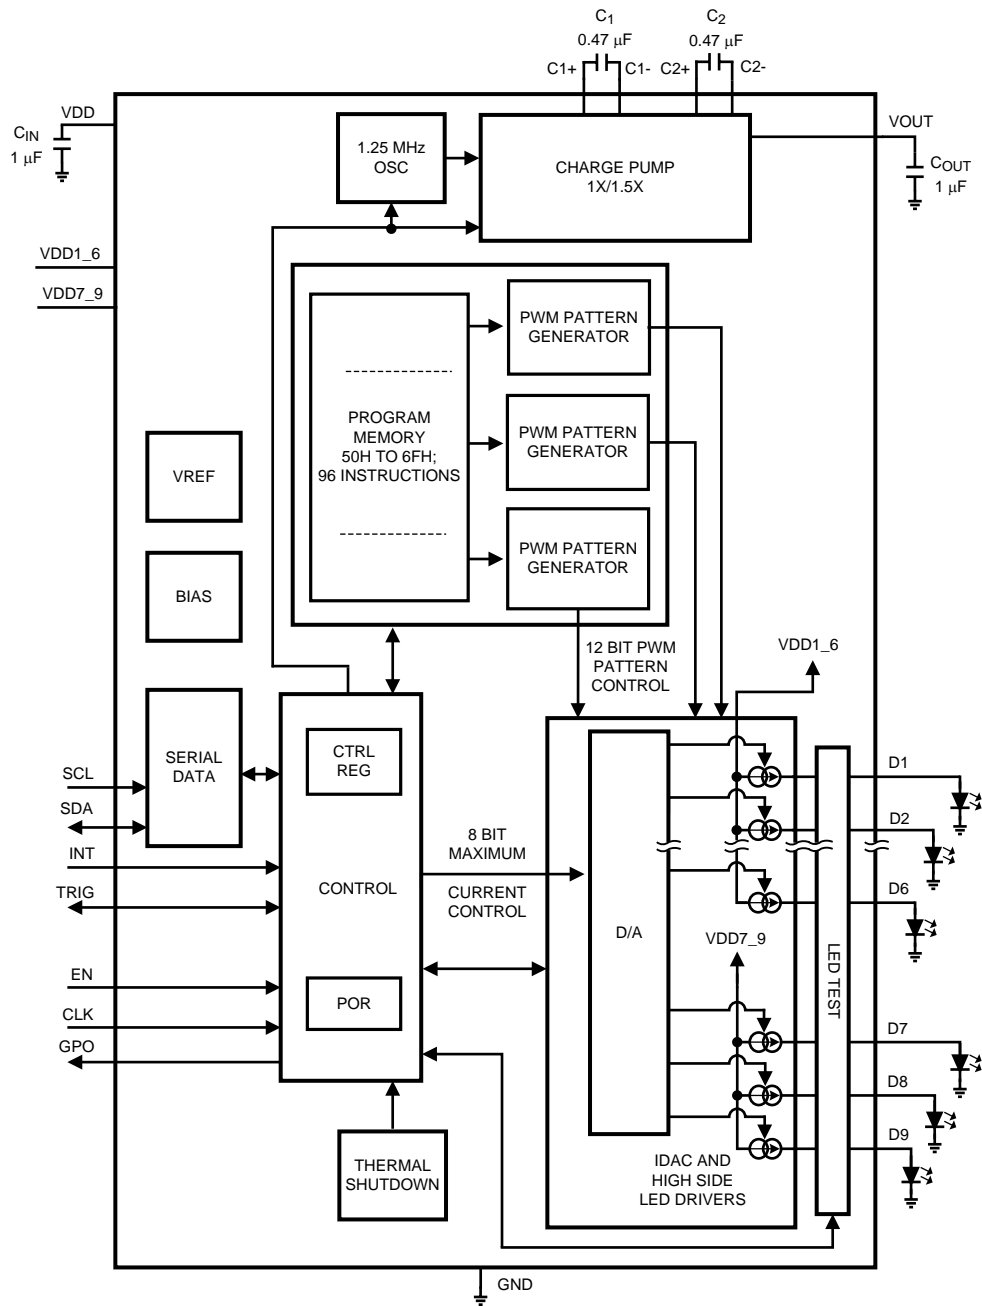 C1
0.47 µF
C2
0.47 µF
C1+
C1-
C2+
C2-
VDD
CIN
1 µF
1.25 MHz
OSC
CHARGE PUMP
1X/1.5X
VOUT
COUT
1 µF
VDD1_6
VDD7_9
PROGRAM
MEMORY
50H TO 6FH;
96 INSTRUCTIONS
PWM PATTERN
GENERATOR
PWM PATTERN
GENERATOR
PWM PATTERN
GENERATOR
VREF
BIAS
12 BIT PWM
PATTERN
CONTROL
VDD1_6
SERIAL
DATA
SCL
SDA
INT
TRIG
EN
CLK
GPO
CTRL
REG
CONTROL
POR
8 BIT
MAXIMUM
CURRENT
CONTROL
D/A
VDD7_9
LED TEST
D1
D2
D6
D7
D8
D9
IDAC AND
HIGH SIDE
LED DRIVERS
THERMAL
SHUTDOWN
GND